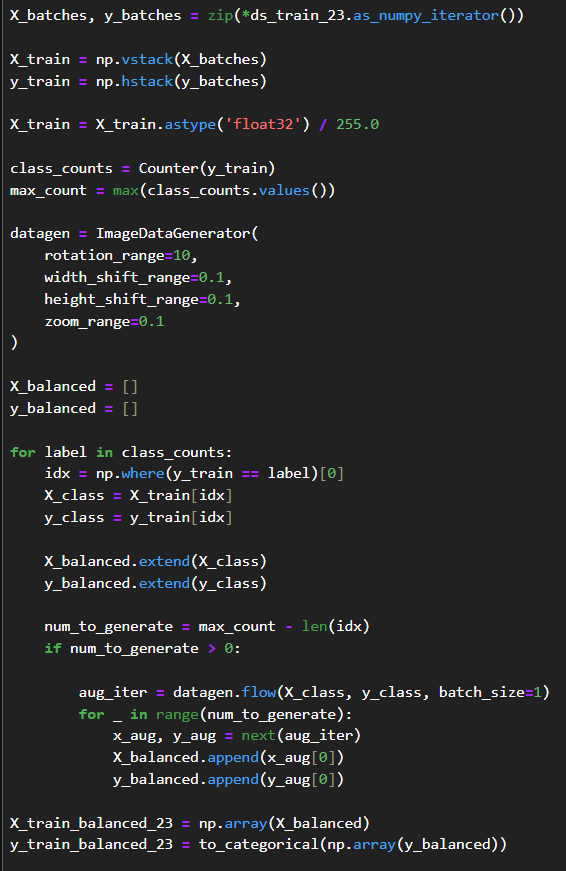 X_batches, y_batches = zip(*ds_train_23.as_numpy_iterator())
X_train = np.vstack(X_batches)
y_train = np.hstack(y_batches)
X_train = X_train.astype('float32') / 255.0
class_counts = Counter(y_train)
max_count = max(class_counts.values())
datagen = ImageDataGenerator(
    rotation_range=10,
    width_shift_range=0.1,
    height_shift_range=0.1,
    zoom_range=0.1
)
X_balanced = []
y_balanced = []
for label in class_counts:
    idx = np.where(y_train == label)[0]
    X_class = X_train[idx]
    y_class = y_train[idx]
    X_balanced.extend(X_class)
    y_balanced.extend(y_class)
    num_to_generate = max_count - len(idx)
    if num_to_generate > 0:
        aug_iter = datagen.flow(X_class, y_class, batch_size=1)
        for _ in range(num_to_generate):
            x_aug, y_aug = next(aug_iter)
            X_balanced.append(x_aug[0])
            y_balanced.append(y_aug[0])
X_train_balanced_23 = np.array(X_balanced)
y_train_balanced_23 = to_categorical(np.array(y_balanced))